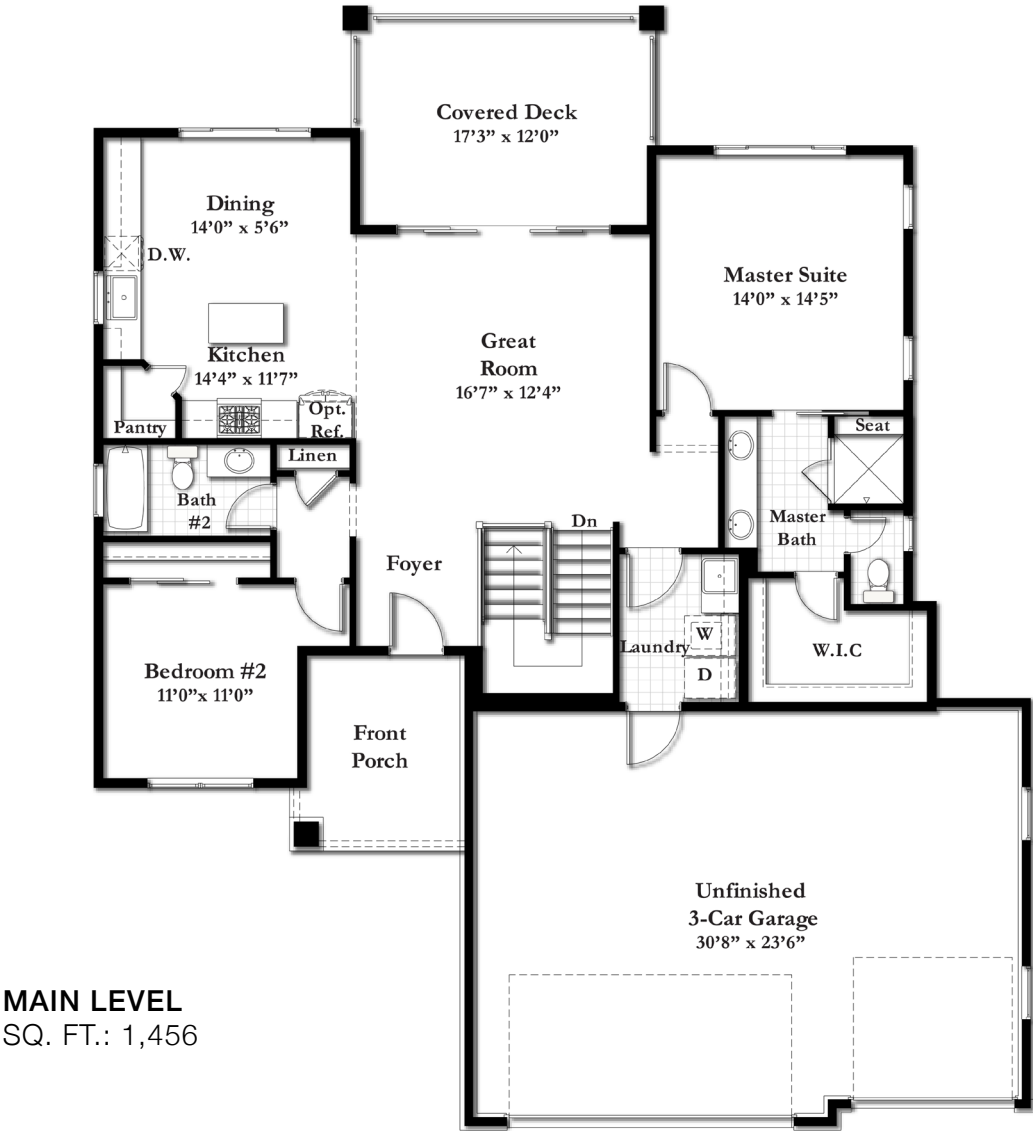 Covered Deck
17’3” x 12’0”
Dining
14’0” x 5’6”
D.W.
Master Suite
14’0” x 14’5”
Great
Room
16’7” x 12’4”
Kitchen
14’4” x 11’7”
Opt.
Ref.
Pantry
Linen
Seat
Bath
#2
Master
Bath
Dn
Foyer
W
Laundry
D
W.I.C
Bedroom #2
11’0”x 11’0”
Front
Porch
Unfinished
3-Car Garage
30’8” x 23’6”
MAIN LEVEL
SQ. FT.: 1,456